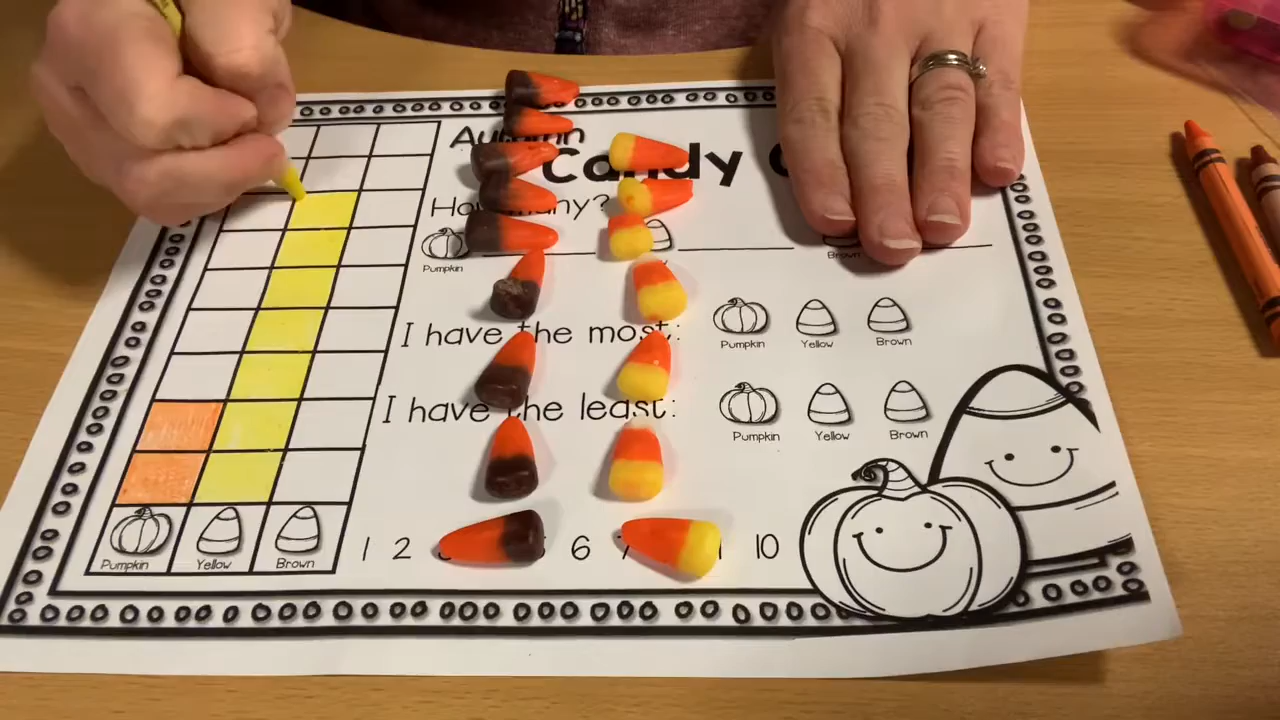 Autumn
Candy
How many?
Pumpkin
Brown
I have the most:
Pumpkin Yellow Brown
I have the least:
Pumpkin Yellow Brown
Pumpkin Yellow Brown
1 2 6 7 10